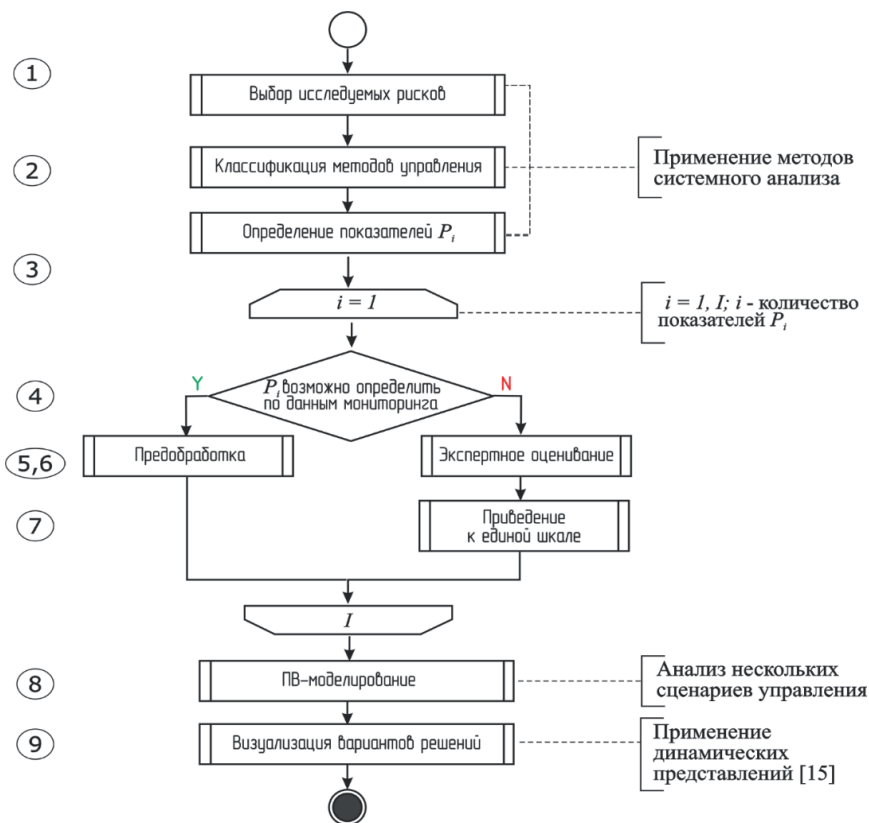 1
Выбор исследуемых рисков
2
Классификация методов управления
Применение методов
системного анализа
Определение показателей Pi
3
i = 1
i = 1, I; i - количество
показателей Pi
4
Y
N
Pi возможно определить
по данным мониторинга
5,6
Предобработка
Экспертное оценивание
7
Приведение
к единой шкале
I
8
ПВ-моделирование
Анализ нескольких
сценариев управления
9
Визуализация вариантов решений
Применение
динамических
представлений [15]